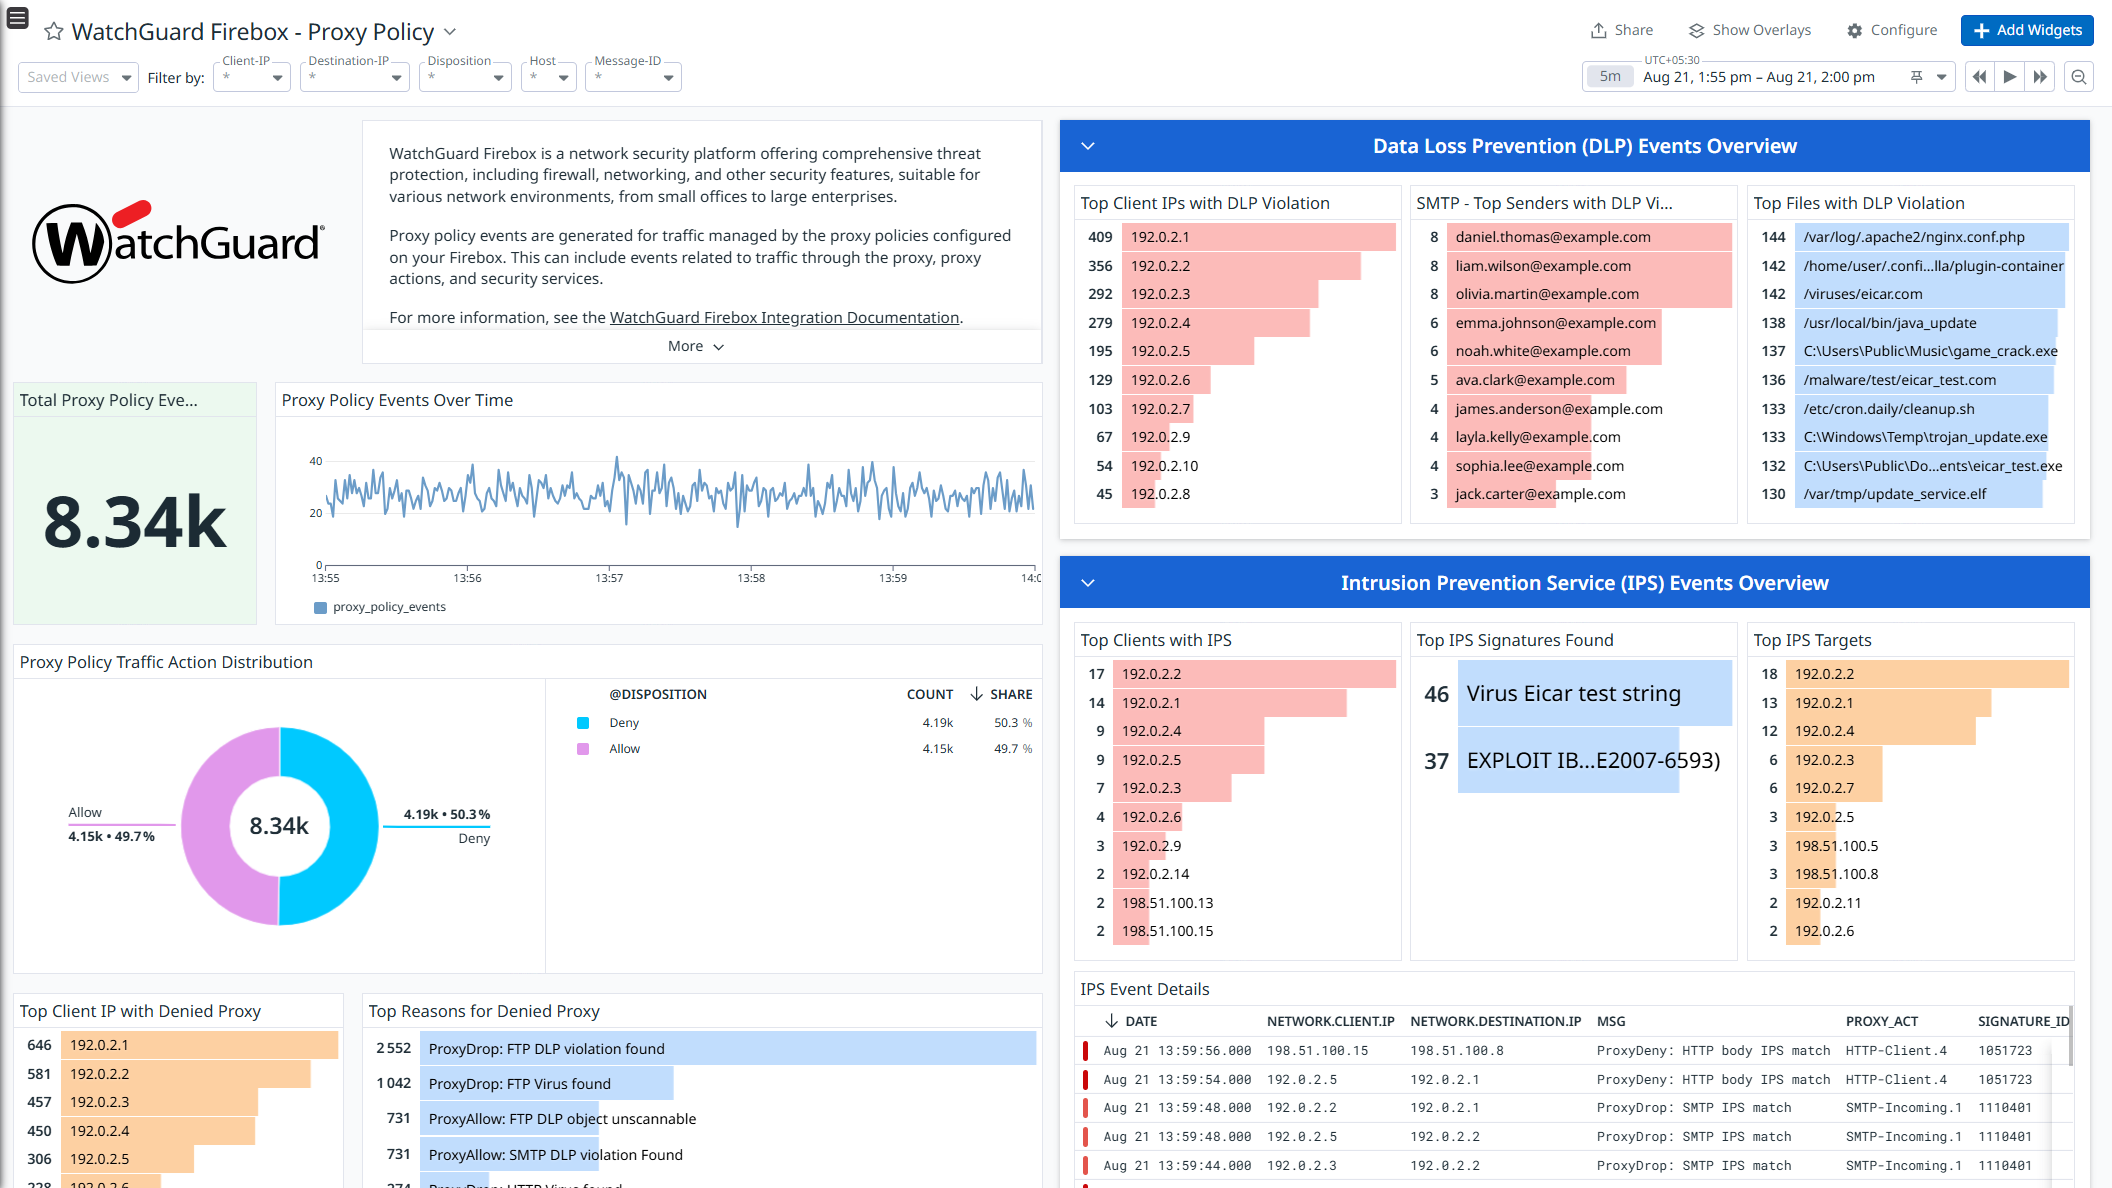 WatchGuard Firebox - Proxy Policy
Share
Show Overlays
Configure
Add Widgets
Saved Views
Filter by:
Client-IP
*
Destination-IP
*
Disposition
*
Host
*
Message-ID
*
UTC+05:30
5m
Aug 21, 1:55 pm – Aug 21, 2:00 pm
WatchGuard®
WatchGuard Firebox is a network security platform offering comprehensive threat
protection, including firewall, networking, and other security features, suitable for
various network environments, from small offices to large enterprises.
Proxy policy events are generated for traffic managed by the proxy policies configured
on your Firebox. This can include events related to traffic through the proxy, proxy
actions, and security services.
For more information, see the WatchGuard Firebox Integration Documentation.
More
Total Proxy Policy Eve...
8.34k
Proxy Policy Events Over Time
40
20
0
13:55
13:56
13:57
13:58
13:59
proxy_policy_events
Proxy Policy Traffic Action Distribution
Allow
4.15k • 49.7%
8.34k
4.19k • 50.3%
Deny
@DISPOSITION COUNT SHARE
Deny 4.19k 50.3 %
Allow 4.15k 49.7 %
Top Client IP with Denied Proxy
646 192.0.2.1
581 192.0.2.2
457 192.0.2.3
450 192.0.2.4
306 192.0.2.5
228 192.0.2.6
Top Reasons for Denied Proxy
2 552 ProxyDrop: FTP DLP violation found
1 042 ProxyDrop: FTP Virus found
731 ProxyAllow: FTP DLP object unscannable
731 ProxyAllow: SMTP DLP violation Found
274 ProxyDrop: HTTP Virus found
Data Loss Prevention (DLP) Events Overview
Top Client IPs with DLP Violation
409 192.0.2.1
356 192.0.2.2
292 192.0.2.3
279 192.0.2.4
195 192.0.2.5
129 192.0.2.6
103 192.0.2.7
67 192.0.2.9
54 192.0.2.10
45 192.0.2.8
SMTP - Top Senders with DLP Vi...
8 daniel.thomas@example.com
8 liam.wilson@example.com
8 olivia.martin@example.com
6 emma.johnson@example.com
6 noah.white@example.com
5 ava.clark@example.com
4 james.anderson@example.com
4 layla.kelly@example.com
4 sophia.lee@example.com
3 jack.carter@example.com
Top Files with DLP Violation
144 /var/log/.apache2/nginx.conf.php
142 /home/user/.confi...lla/plugin-container
142 /viruses/eicar.com
138 /usr/local/bin/java_update
137 C:\Users\Public\Music\game_crack.exe
136 /malware/test/eicar_test.com
133 /etc/cron.daily/cleanup.sh
133 C:\Windows\Temp\trojan_update.exe
132 C:\Users\Public\Do...ents\eicar_test.exe
130 /var/tmp/update_service.elf
Intrusion Prevention Service (IPS) Events Overview
Top Clients with IPS
17 192.0.2.2
14 192.0.2.1
9 192.0.2.4
9 192.0.2.5
7 192.0.2.3
4 192.0.2.6
3 192.0.2.9
2 192.0.2.14
2 198.51.100.13
2 198.51.100.15
Top IPS Signatures Found
46 Virus Eicar test string
37 EXPLOIT IB...E2007-6593)
Top IPS Targets
18 192.0.2.2
13 192.0.2.1
12 192.0.2.4
6 192.0.2.3
6 192.0.2.7
3 192.0.2.5
3 198.51.100.5
3 198.51.100.8
2 192.0.2.11
2 192.0.2.6
IPS Event Details
DATE NETWORK.CLIENT.IP NETWORK.DESTINATION.IP MSG PROXY_ACT SIGNATURE_ID
Aug 21 13:59:56.000 198.51.100.15 198.51.100.8 ProxyDeny: HTTP body IPS match HTTP-Client.4 1051723
Aug 21 13:59:54.000 192.0.2.5 192.0.2.1 ProxyDeny: HTTP body IPS match HTTP-Client.4 1051723
Aug 21 13:59:48.000 192.0.2.2 192.0.2.1 ProxyDrop: SMTP IPS match SMTP-Incoming.1 1110401
Aug 21 13:59:48.000 192.0.2.5 192.0.2.2 ProxyDrop: SMTP IPS match SMTP-Incoming.1 1110401
Aug 21 13:59:44.000 192.0.2.3 192.0.2.2 ProxyDrop: SMTP IPS match SMTP-Incoming.1 1110401